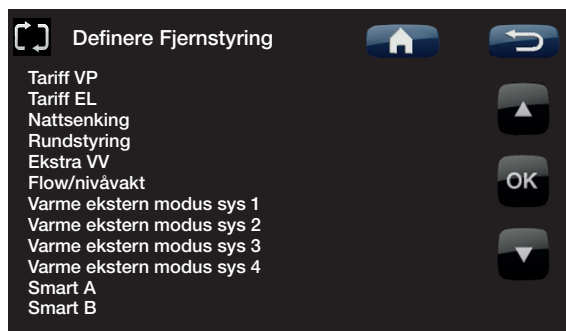 Definere Fjernstyring
Tariff VP
Tariff EL
Nattsenking
Rundstyring
Ekstra VV
Flow/nivåvakt
Varme ekstern modus sys 1
Varme ekstern modus sys 2
Varme ekstern modus sys 3
Varme ekstern modus sys 4
Smart A
Smart B
OK